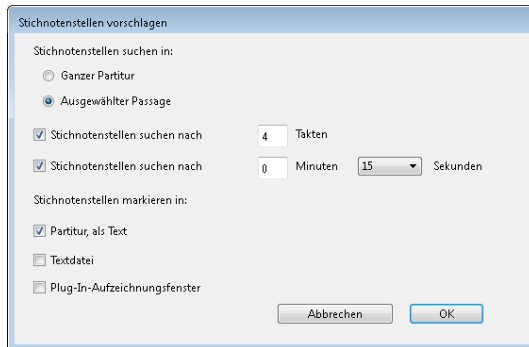 Stichnotenstellen vorschlagen
Stichnotenstellen suchen in:
Ganzer Partitur
Ausgewählter Passage
Stichnotenstellen suchen nach 4 Takten
Stichnotenstellen suchen nach 0 Minuten 15 Sekunden
Stichnotenstellen markieren in:
Partitur, als Text
Textdatei
Plug-In-Aufzeichnungsfenster
Abbrechen OK